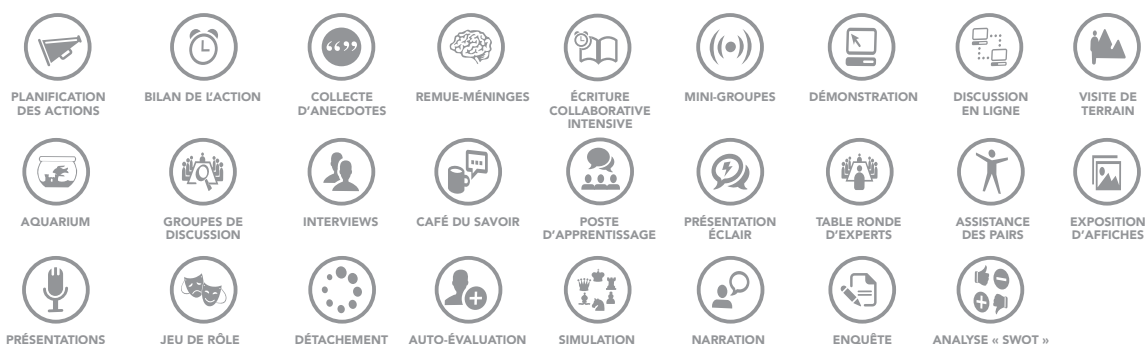 PLANIFICATION
DES ACTIONS
BILAN DE L'ACTION
COLLECTE
D'ANECDOTES
REMUE-MÉNINGES
ÉCRITURE
COLLABORATIVE
INTENSIVE
MINI-GROUPES
DÉMONSTRATION
DISCUSSION
EN LIGNE
VISITE DE
TERRAIN
AQUARIUM
GROUPES DE
DISCUSSION
INTERVIEWS
CAFÉ DU SAVOIR
POSTE
D'APPRENTISSAGE
PRÉSENTATION
ÉCLAIR
TABLE RONDE
D'EXPERTS
ASSISTANCE
DES PAIRS
EXPOSITION
D'AFFICHES
PRÉSENTATIONS
JEU DE RÔLE
DÉTACHEMENT
AUTO-ÉVALUATION
SIMULATION
NARRATION
ENQUÊTE
ANALYSE « SWOT »